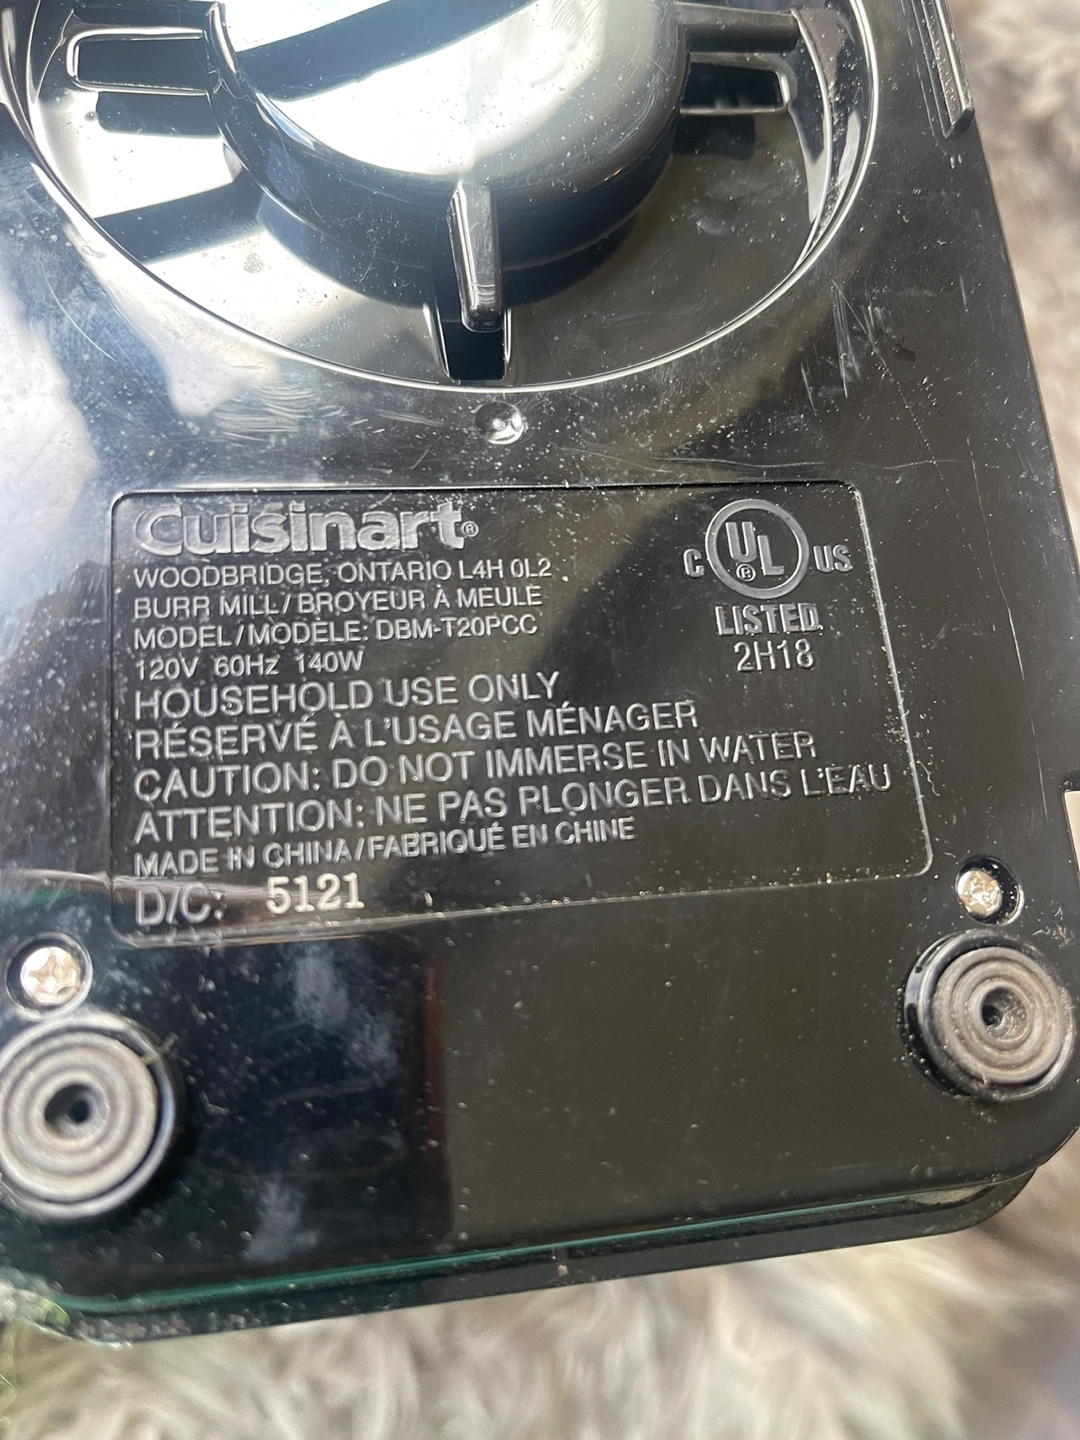 Cuisinart®
WOODBRIDGE, ONTARIO L4H 0L2
BURR MILL/BROYEUR À MEULE
MODEL/MODÈLE: DBM-T20PCC
120V 60Hz 140W
HOUSEHOLD USE ONLY
RÉSERVÉ À L'USAGE MÉNAGER
CAUTION: DO NOT IMMERSE IN WATER
ATTENTION: NE PAS PLONGER DANS L'EAU
MADE IN CHINA/FABRIQUÉ EN CHINE
D/C: 5121
C UL® US
LISTED
2H18